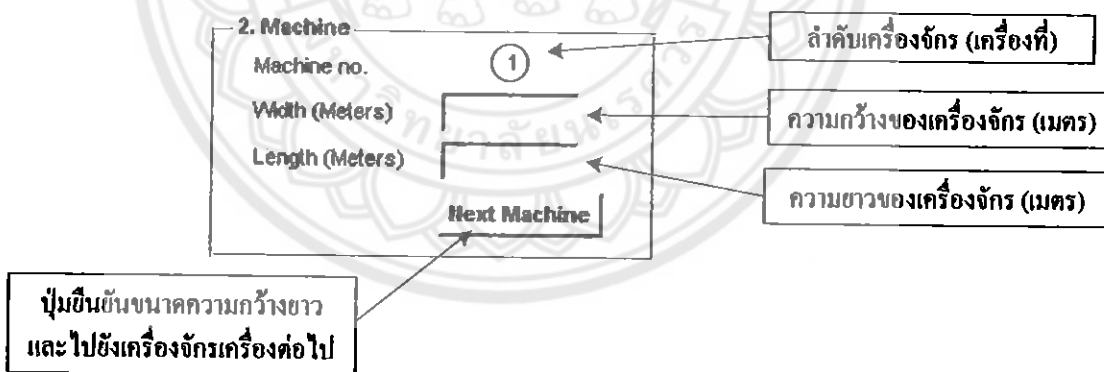 2. Machine
Machine no.
1
ลำดับเครื่องจักร (เครื่องที่)
Width (Meters)
ความกว้างของเครื่องจักร (เมตร)
Length (Meters)
ความยาวของเครื่องจักร (เมตร)
Next Machine
ปุ่มยืนยันขนาดความกว้างยาว
และไปยังเครื่องจักรเครื่องต่อไป